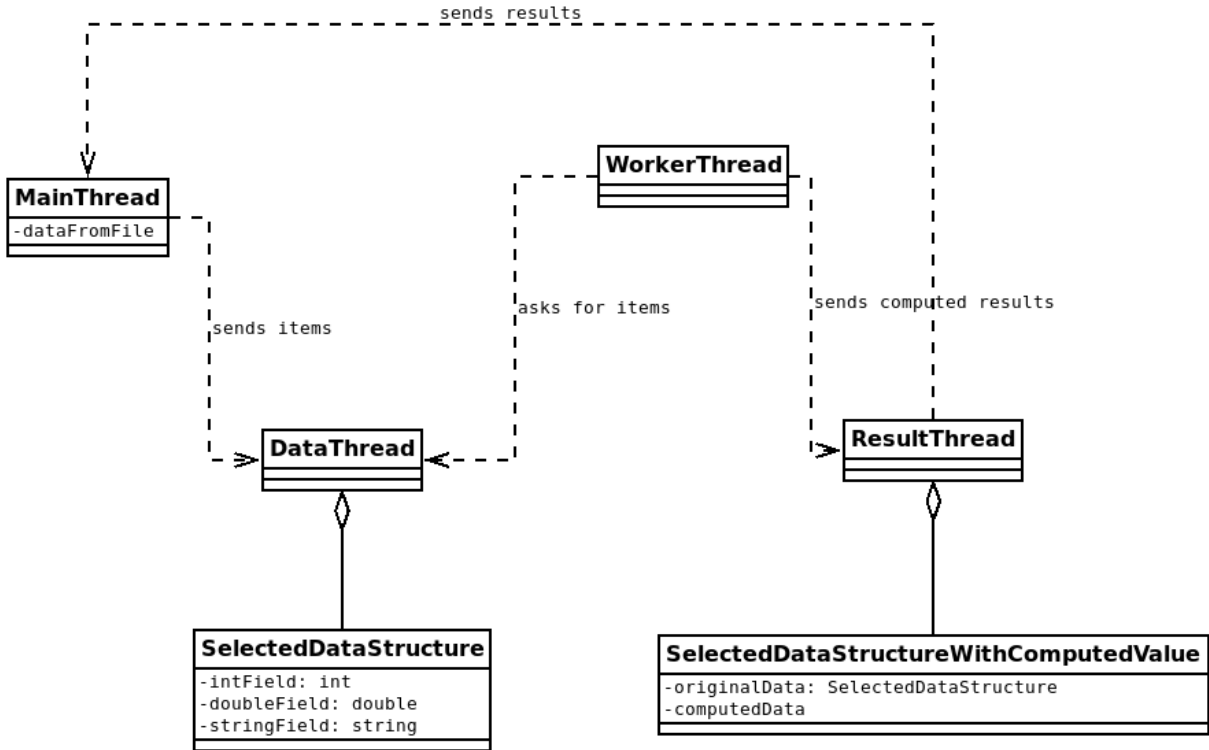 sends results
WorkerThread
MainThread
-dataFromFile
sends items
asks for items
sends computed results
DataThread
ResultThread
SelectedDataStructure
-intField: int
-doubleField: double
-stringField: string
SelectedDataStructureWithComputedValue
-originalData: SelectedDataStructure
-computedData